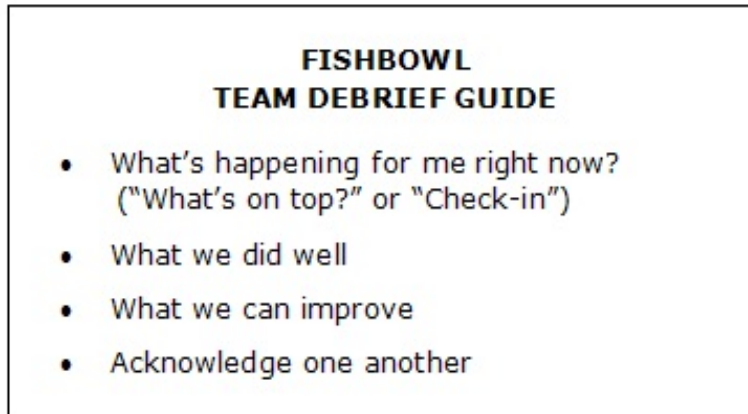 FISHBOWL
TEAM DEBRIEF GUIDE
• What’s happening for me right now?
(“What’s on top?” or “Check-in”)
• What we did well
• What we can improve
• Acknowledge one another